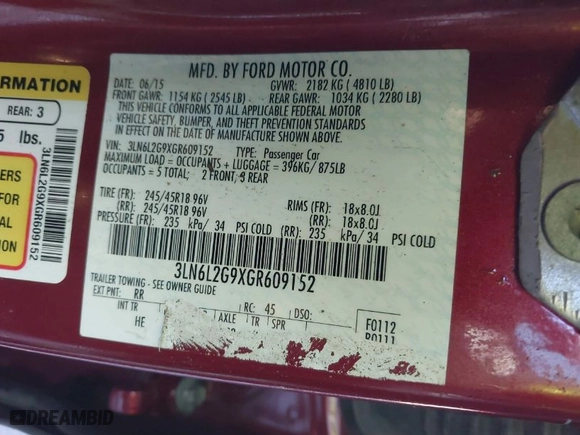 MFD. BY FORD MOTOR CO.
DATE: 06/15 GVWR: 2182 KG ( 4810 LB)
FRONT GAWR: 1154 KG ( 2545 LB) REAR GAWR: 1034 KG ( 2280 LB)
THIS VEHICLE CONFORMS TO ALL APPLICABLE FEDERAL MOTOR
VEHICLE SAFETY, BUMPER, AND THEFT PREVENTION STANDARDS
IN EFFECT ON THE DATE OF MANUFACTURE SHOWN ABOVE.
VIN: 3LN6L2G9XGR609152 TYPE: Passenger Car
MAXIMUM LOAD = OCCUPANTS + LUGGAGE = 396KG/ 875LB
OCCUPANTS = 5 TOTAL; 2 FRONT, 3 REAR
TIRE (FR): 245/45R18 96V RIMS (FR): 18x8.0J
(RR): 245/45R18 96V (RR): 18x8.0J
PRESSURE (FR): 235 kPa/ 34 PSI COLD (RR): 235 kPa/ 34 PSI COLD
3LN6L2G9XGR609152
TRAILER TOWING - SEE OWNER GUIDE
EXT PNT: RR RC: 45 DSO:
INT TR AXLE TR SPR F0112
HE
ORMATION
REAR: 3
5 lbs.
ERS
FOR
ION
3LN6L2G9XGR609152
DREAMBID